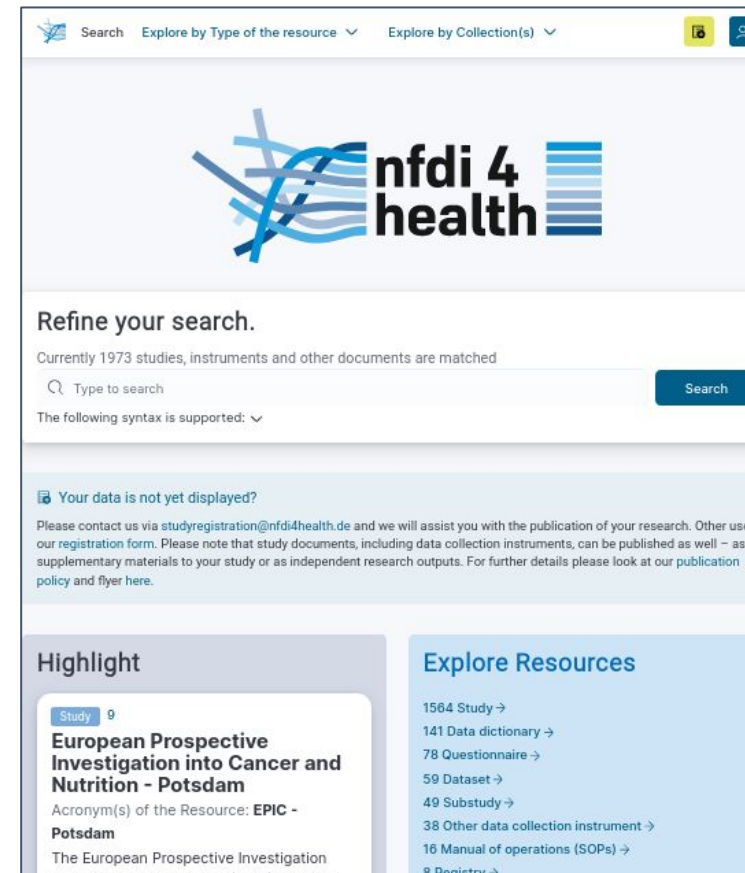 Search Explore by Type of the resource Explore by Collection(s)
nfdi 4
health
Refine your search.
Currently 1973 studies, instruments and other documents are matched
Type to search
Search
The following syntax is supported:
Your data is not yet displayed?
Please contact us via studyregistration@nfdi4health.de and we will assist you with the publication of your research. Other
our registration form. Please note that study documents, including data collection instruments, can be published as well – as
supplementary materials to your study or as independent research outputs. For further details please look at our publication
policy and flyer here.
Highlight
Study 9
European Prospective
Investigation into Cancer and
Nutrition - Potsdam
Acronym(s) of the Resource: EPIC -
Potsdam
The European Prospective Investigation
Explore Resources
1564 Study →
141 Data dictionary →
78 Questionnaire →
59 Dataset →
49 Substudy →
38 Other data collection instrument →
16 Manual of operations (SOPs) →
8 Registry →